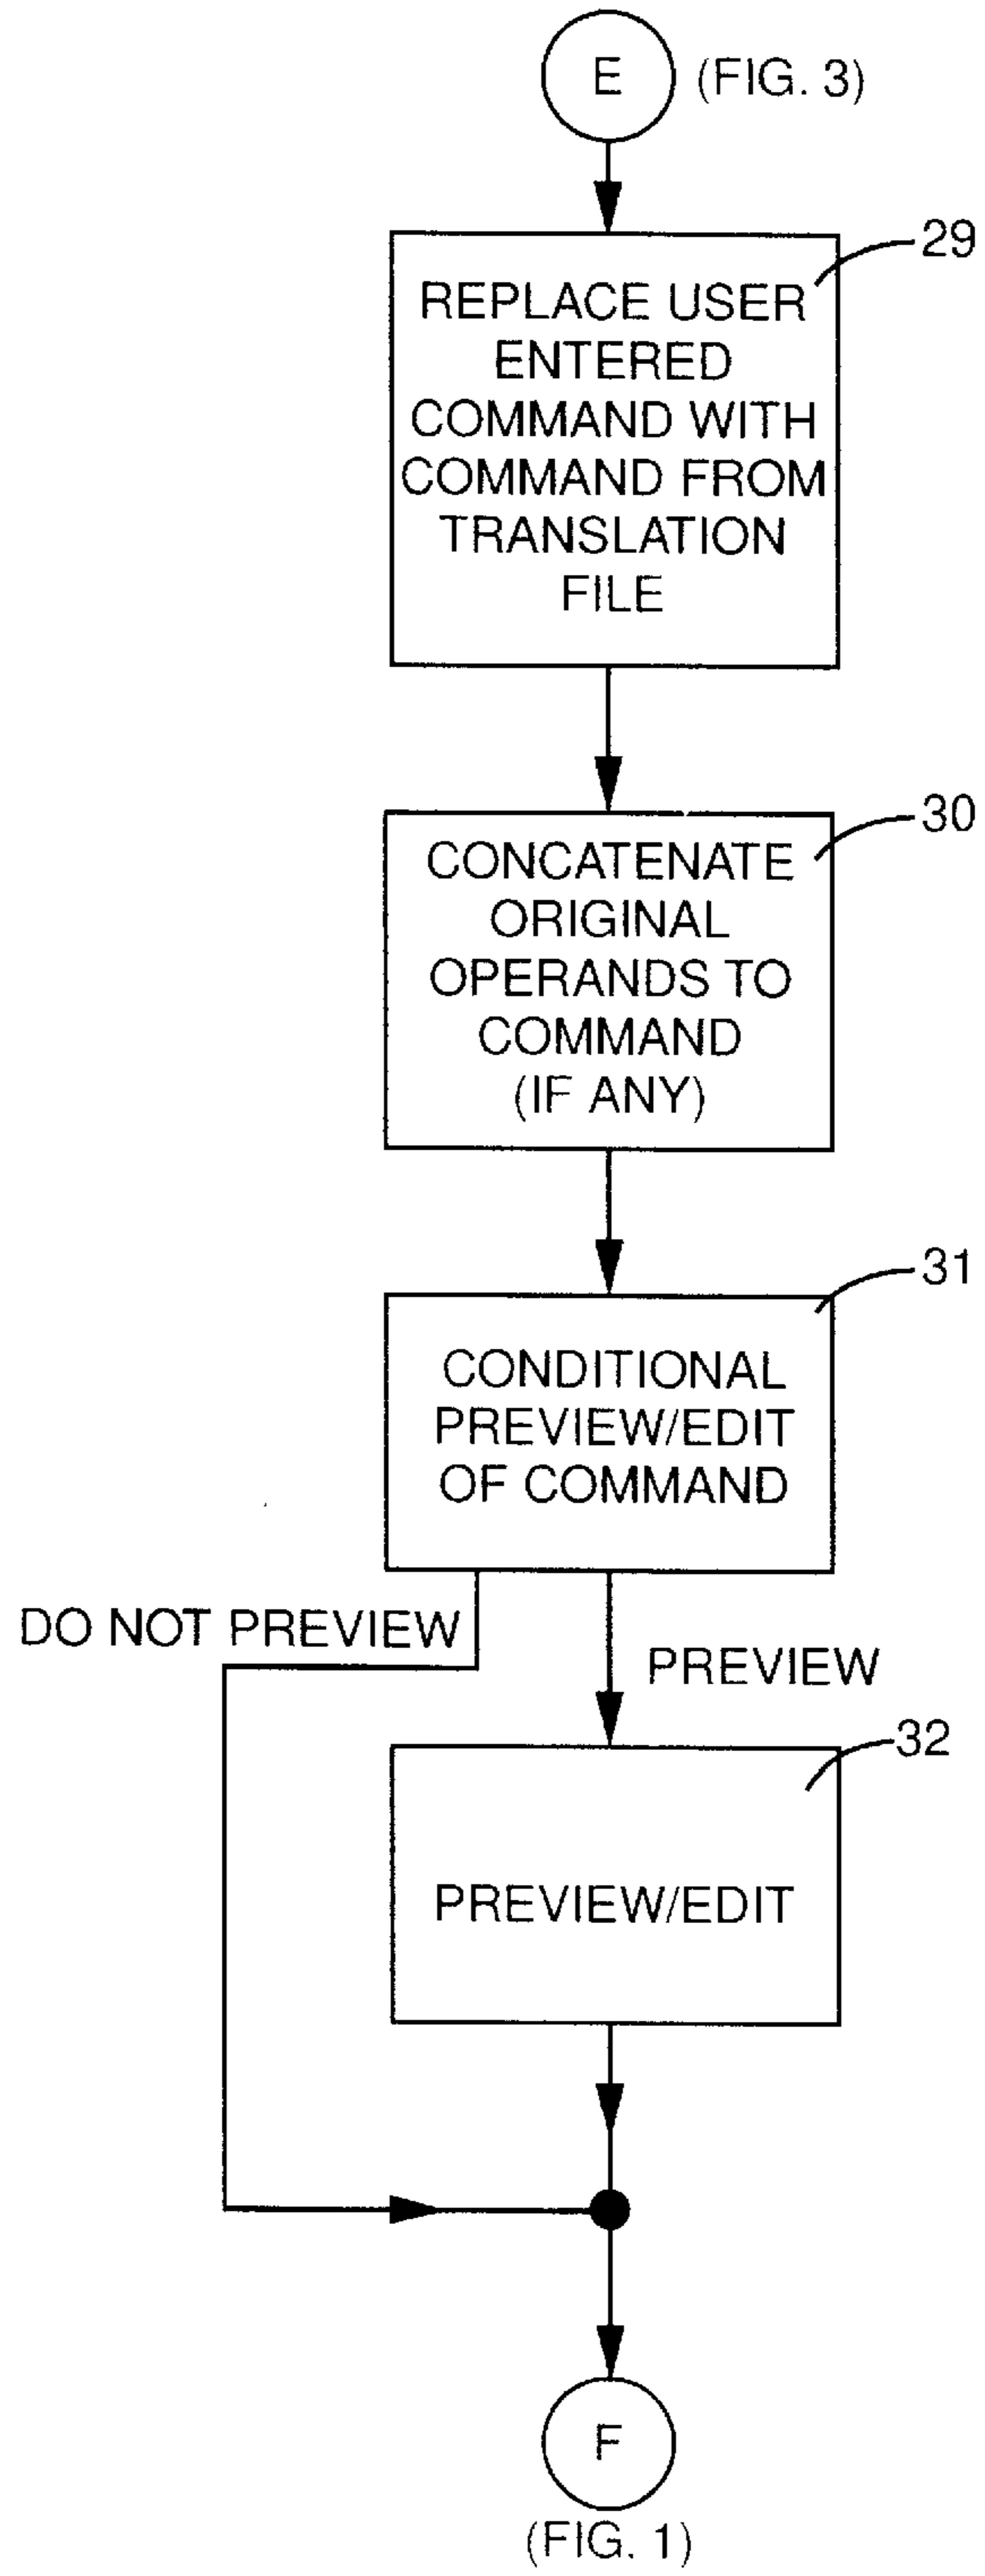 E (FIG. 3)
29
REPLACE USER
ENTERED
COMMAND WITH
COMMAND FROM
TRANSLATION
FILE
30
CONCATENATE
ORIGINAL
OPERANDS TO
COMMAND
(IF ANY)
31
CONDITIONAL
PREVIEW/EDIT
OF COMMAND
DO NOT PREVIEW
PREVIEW
32
PREVIEW/EDIT
F
(FIG. 1)